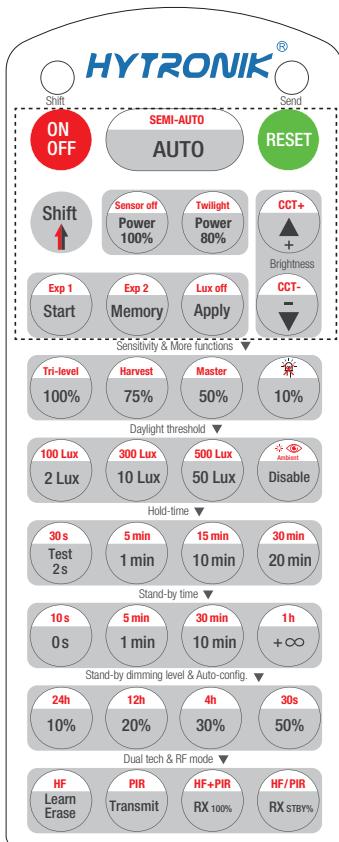 HYTRONIK®
Shift
Send
ON
OFF
SEMI-AUTO
AUTO
RESET
Shift
Sensor off
Power
100%
Twilight
Power
80%
CCT+
+
Brightness
CCT-
-
Exp 1
Start
Exp 2
Memory
Lux off
Apply
Sensitivity & More functions ▼
Tri-level
100%
Harvest
75%
Master
50%
10%
Daylight threshold ▼
100 Lux
2 Lux
300 Lux
10 Lux
500 Lux
50 Lux
Ambient
Disable
Hold-time ▼
30 s
Test
2 s
5 min
1 min
15 min
10 min
30 min
20 min
Stand-by time ▼
10 s
0 s
5 min
1 min
30 min
10 min
1 h
+∞
Stand-by dimming level & Auto-config. ▼
24h
10%
12h
20%
4h
30%
30s
50%
Dual tech & RF mode ▼
HF
Learn
Erase
PIR
Transmit
HF+PIR
RX 100%
HF/PIR
RX STBY%